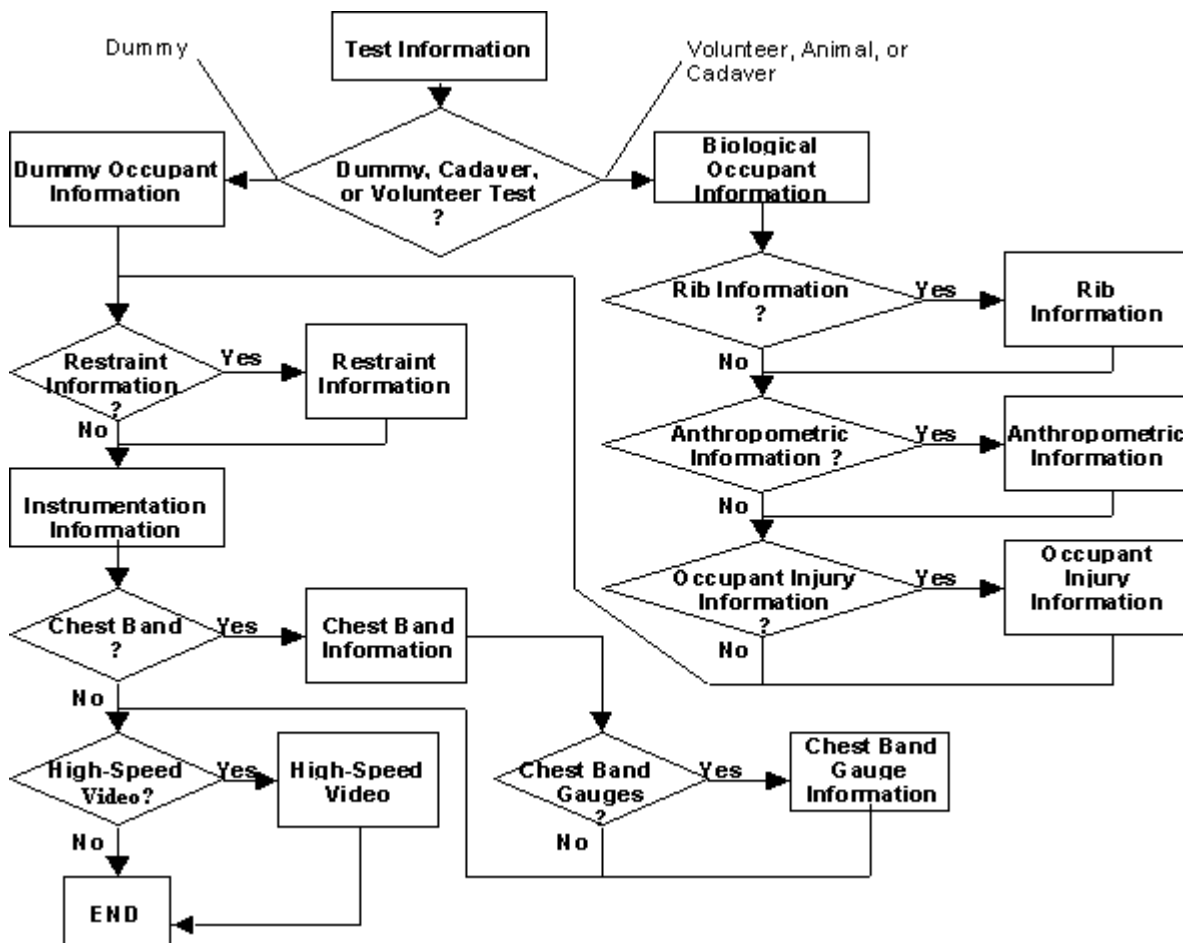 Dummy
Test Information
Volunteer, Animal, or
Cadaver
Dummy Occupant
Information
Dummy, Cadaver,
or Volunteer Test
?
Biological
Occupant
Information
Rib Information
?
Yes
Rib
Information
No
Restraint
Information
?
Yes
Restraint
Information
No
Anthropometric
Information ?
Yes
Anthropometric
Information
No
Instrumentation
Information
Occupant Injury
Information
?
Yes
Occupant
Injury
Information
No
Chest Band
?
Yes
Chest Band
Information
No
High-Speed
Video?
Yes
High-Speed
Video
No
Chest Band
Gauges
?
Yes
Chest Band
Gauge
Information
No
END